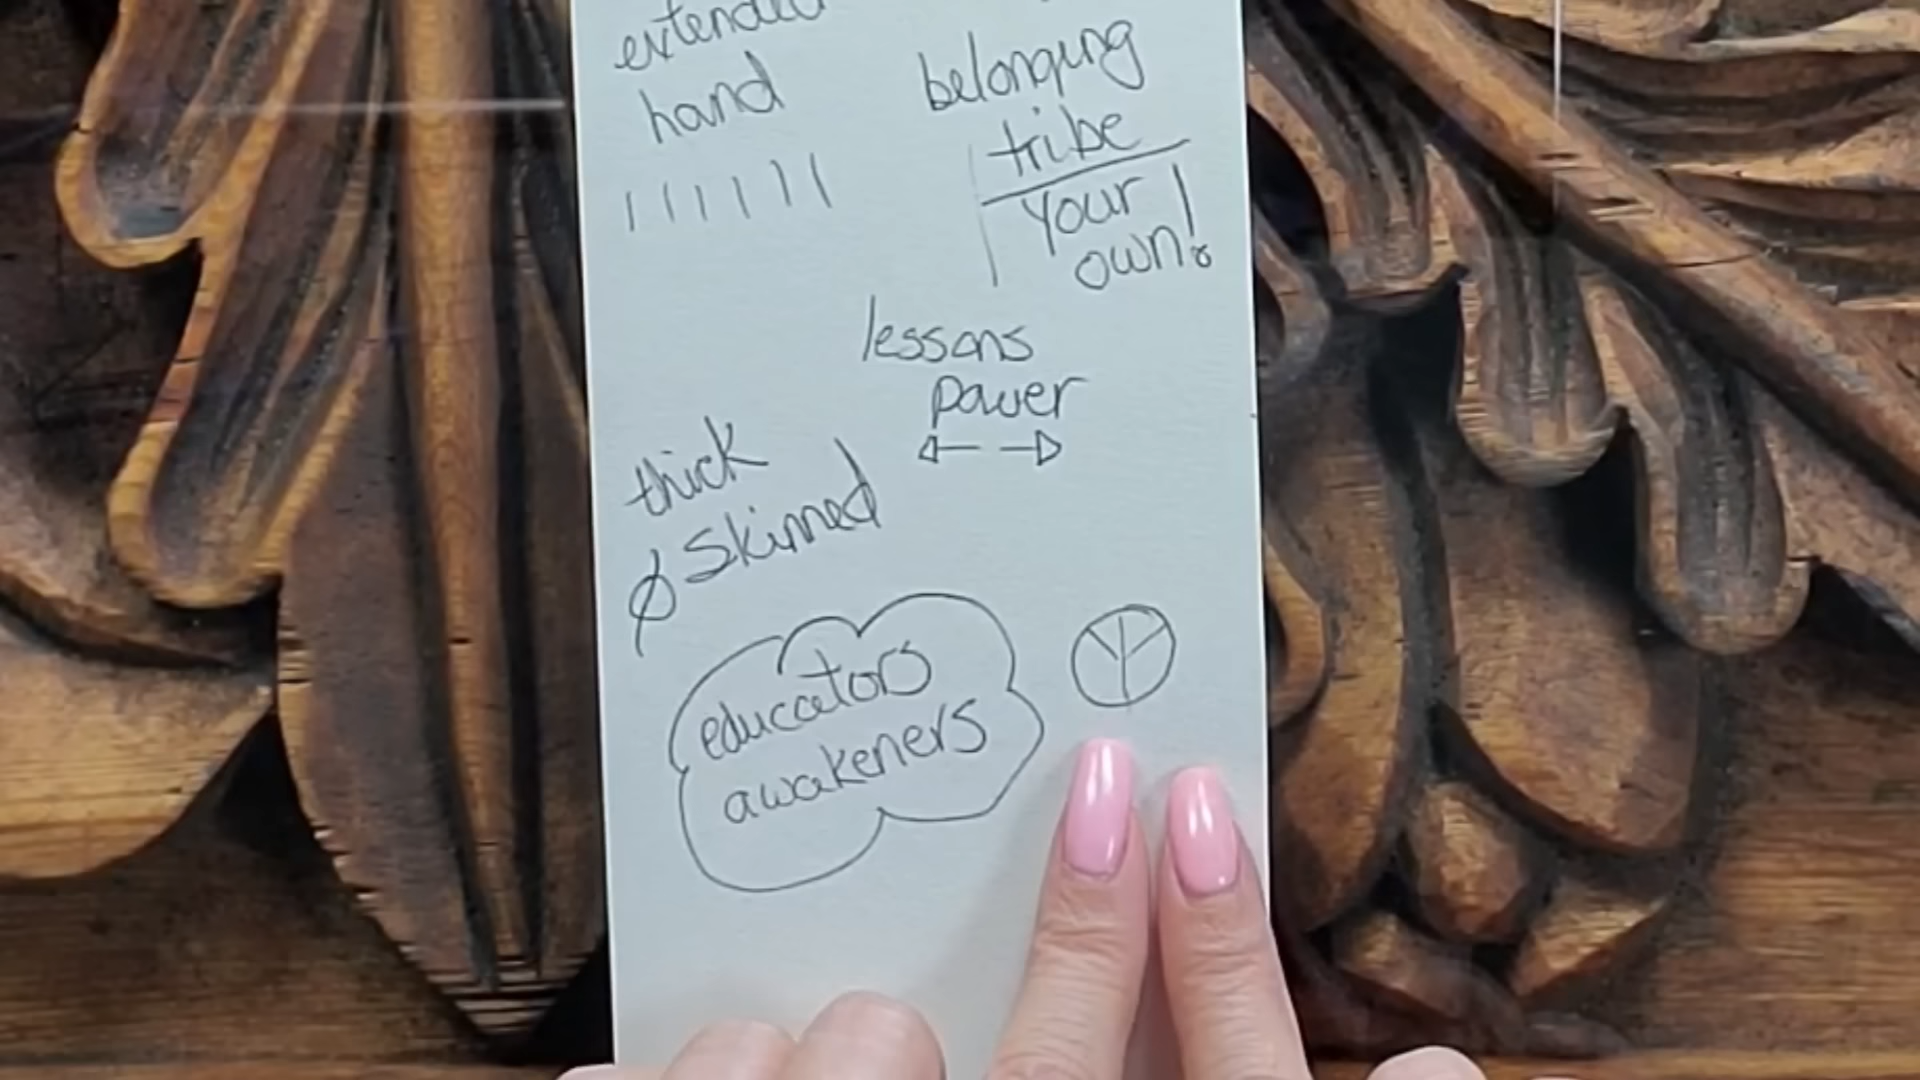 extended
hand
belonging
tribe
your
own!
lessons
power
thick
skinned
educators
awakeners